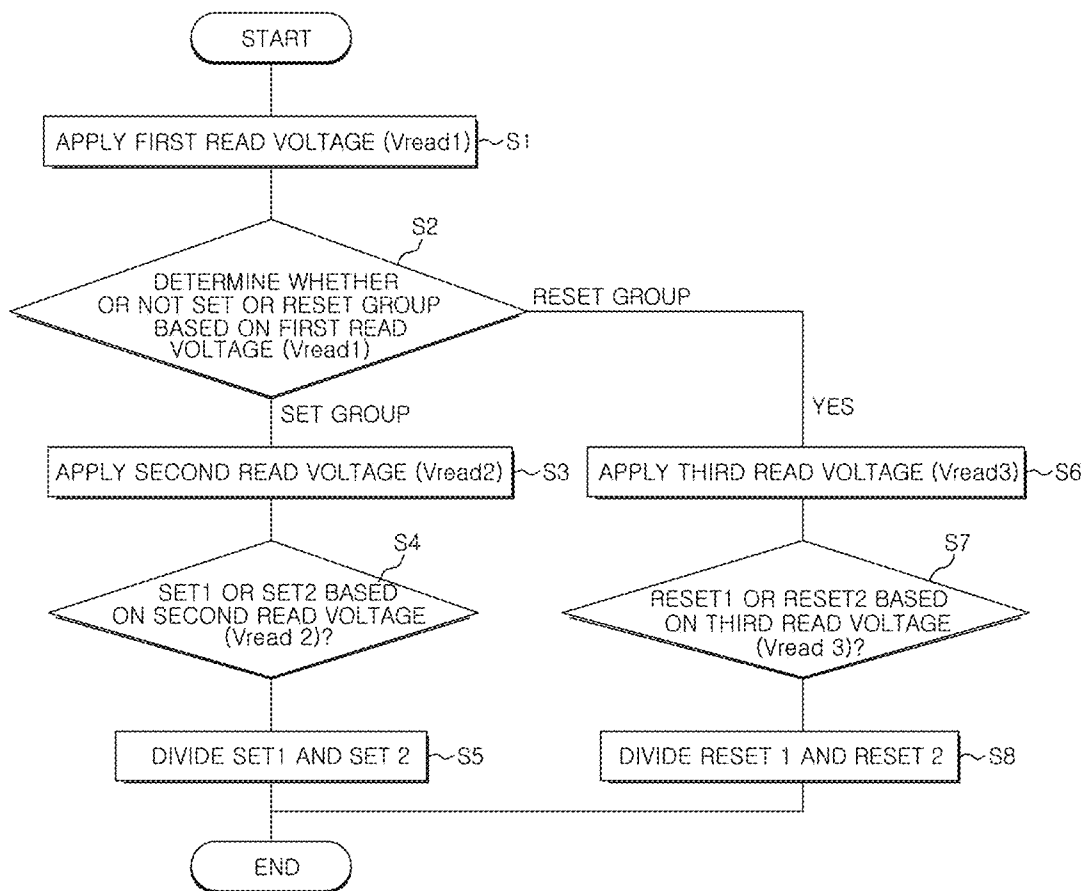 START
APPLY FIRST READ VOLTAGE (Vread1)
S1
S2
DETERMINE WHETHER
OR NOT SET OR RESET GROUP
BASED ON FIRST READ
VOLTAGE (Vread1)
RESET GROUP
SET GROUP
YES
APPLY SECOND READ VOLTAGE (Vread2)
S3
APPLY THIRD READ VOLTAGE (Vread3)
S6
S4
SET1 OR SET2 BASED
ON SECOND READ VOLTAGE
(Vread 2)?
S7
RESET1 OR RESET2 BASED
ON THIRD READ VOLTAGE
(Vread 3)?
DIVIDE SET1 AND SET 2
S5
DIVIDE RESET 1 AND RESET 2
S8
END